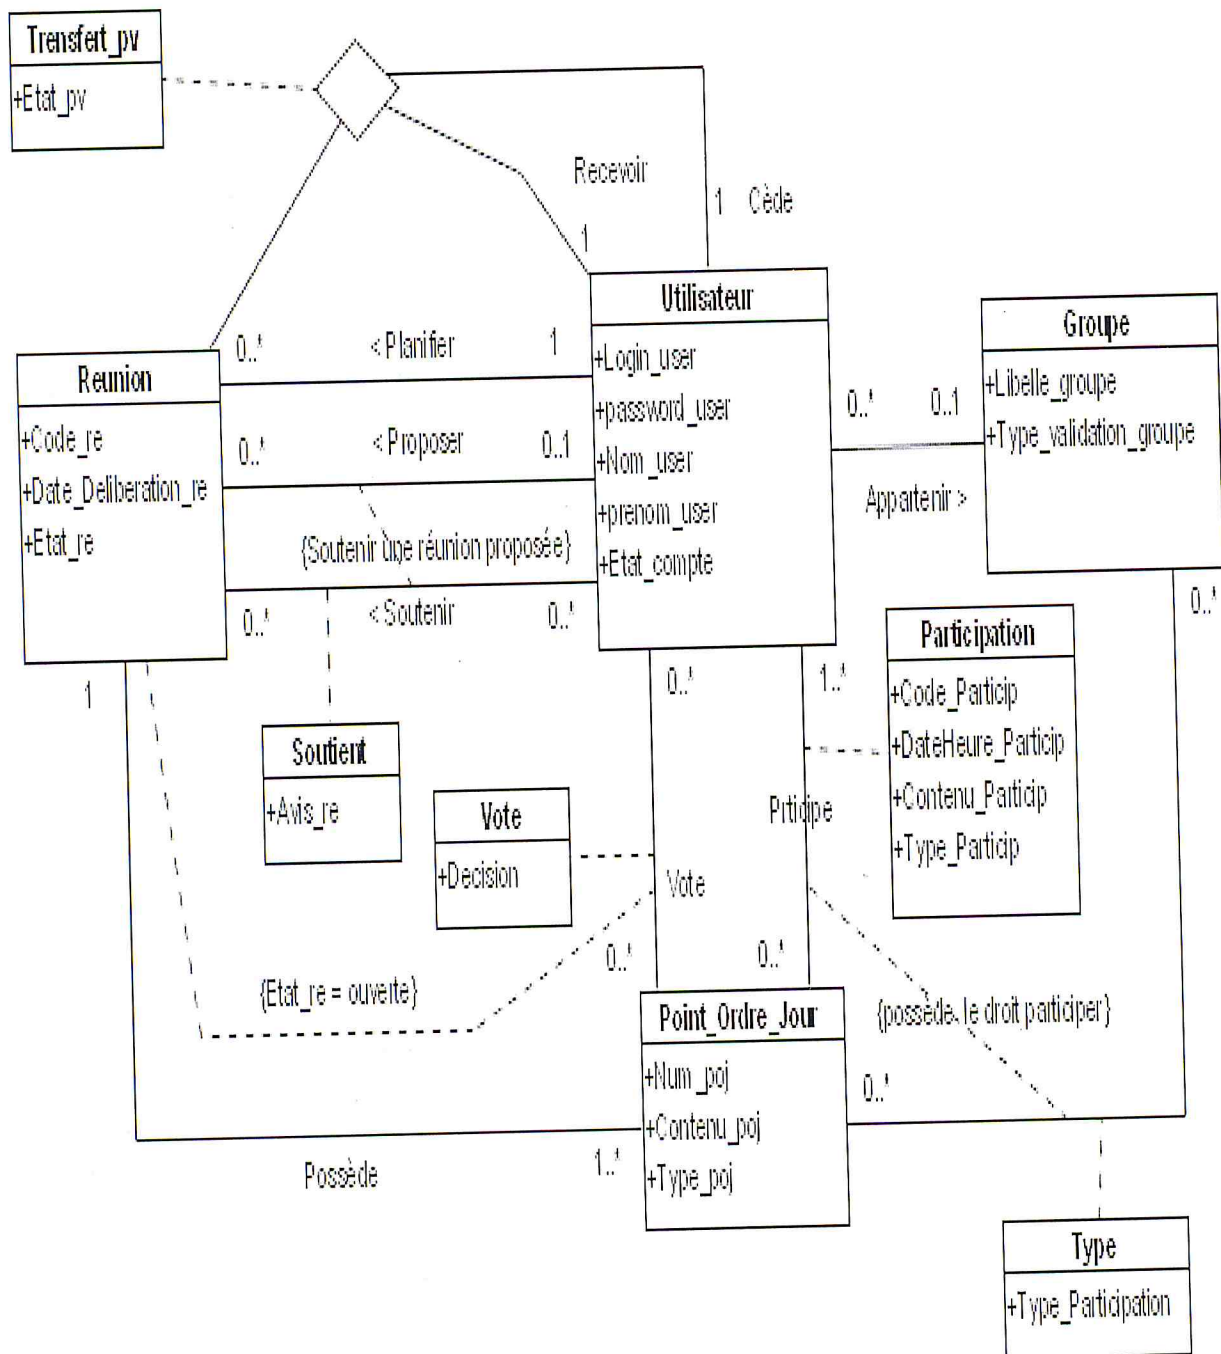 Trensfert_pv
+Etat_pv
Recevoir
1
Cède
1
Utilisateur
+Login_user
+password_user
+Nom_user
+prenom_user
+Etat_compte
Groupe
+Libelle_groupe
+Type_validation_groupe
Reunion
+Code_re
+Date_Deliberation_re
+Etat_re
0..*
< Planifier
1
0..*
< Proposer
0..1
{Soutenir une réunion proposée}
0..*
< Soutenir
0..*
0..*
0..1
Appartenir >
0..*
1
0..*
1..*
Participation
+Code_Particip
+DateHeure_Particip
+Contenu_Particip
+Type_Particip
Soutient
+Avis_re
Vote
+Decision
Prticipe
Vote
0..*
0..*
{Etat_re = ouverte}
{possède le droit participer}
Point_Ordre_Jour
+Num_poj
+Contenu_poj
+Type_poj
0..*
Possède
1..*
Type
+Type_Participation